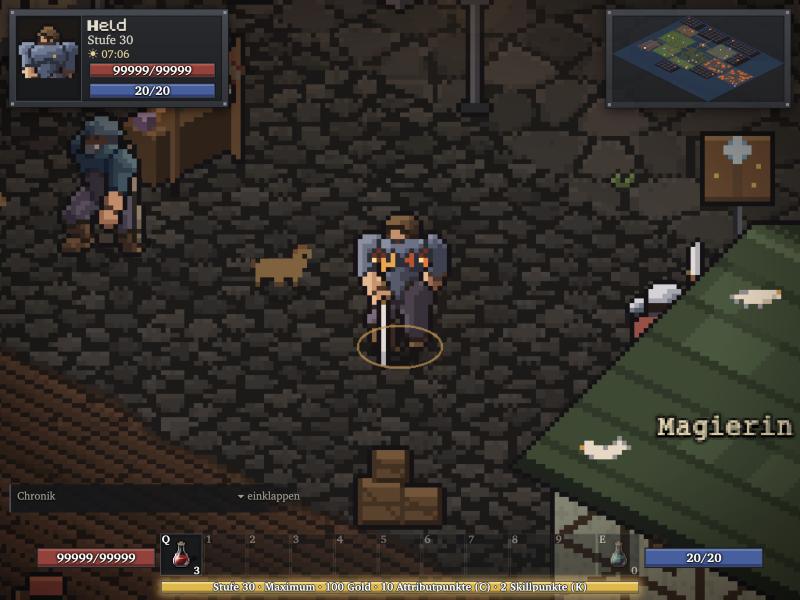 Held
Stufe 30
07:06
99999/99999
20/20
Magierin
Chronik
einklappen
Q 1 2 3 4 5 6 7 8 9 E
3
0
99999/99999
20/20
Stufe 30 · Maximum · 100 Gold · 10 Attributpunkte (C) · 2 Skillpunkte (K)